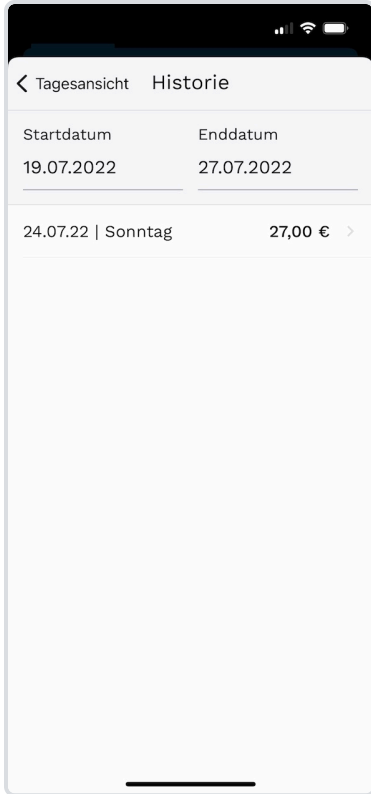 Tagesansicht Historie
Startdatum Enddatum
19.07.2022 27.07.2022
24.07.22 | Sonntag 27,00 €